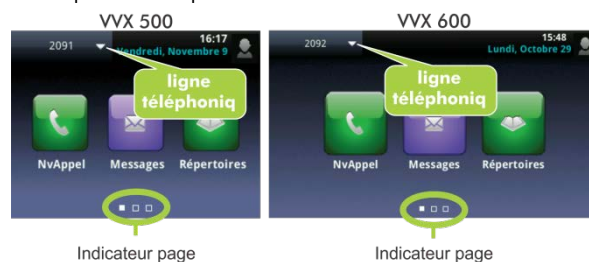 VVX 500
VVX 600
2091
16:17
Vendredi, Novembre 9
ligne
téléphoniq
NvAppel
Messages
Répertoires
Indicateur page
2092
15:48
Lundi, Octobre 29
ligne
téléphoniq
NvAppel
Messages
Répertoires
Indicateur page